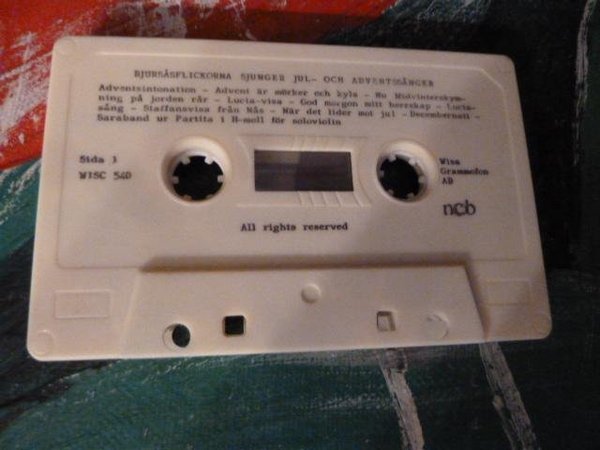 BJURSÅSFLICKORNA SJUNGER JUL- OCH ADVENTSSÅNGER
Adventsintonation - Advent är mörker och kyla - Nu Midvinterskym-
ning på jorden rår - Lucia-visa - God morgon mitt herrskap - Lucia-
sång - Staffansvisa från Nås - När det lider mot jul - Decembernatt -
Saraband ur Partita i H-moll för soloviolin
Sida 1
WISC 540
Wisa
Grammofon
AB
ncb
All rights reserved